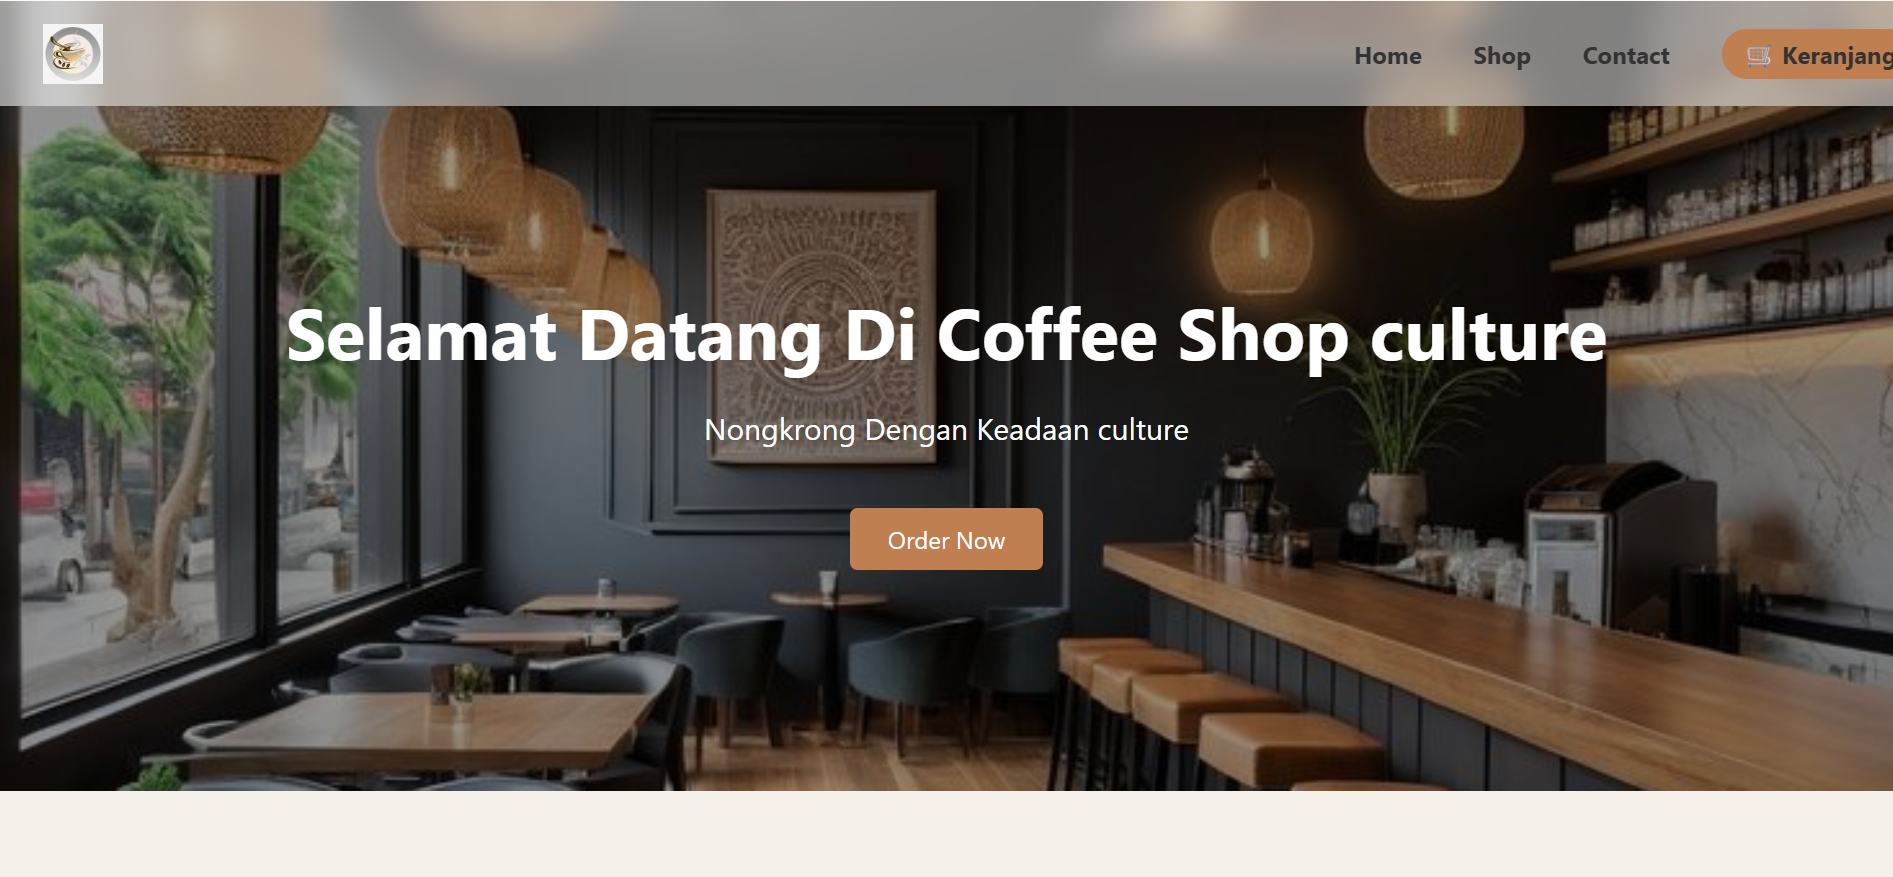 Home Shop Contact 🛒 Keranjang
Selamat Datang Di Coffee Shop culture
Nongkrong Dengan Keadaan culture
Order Now